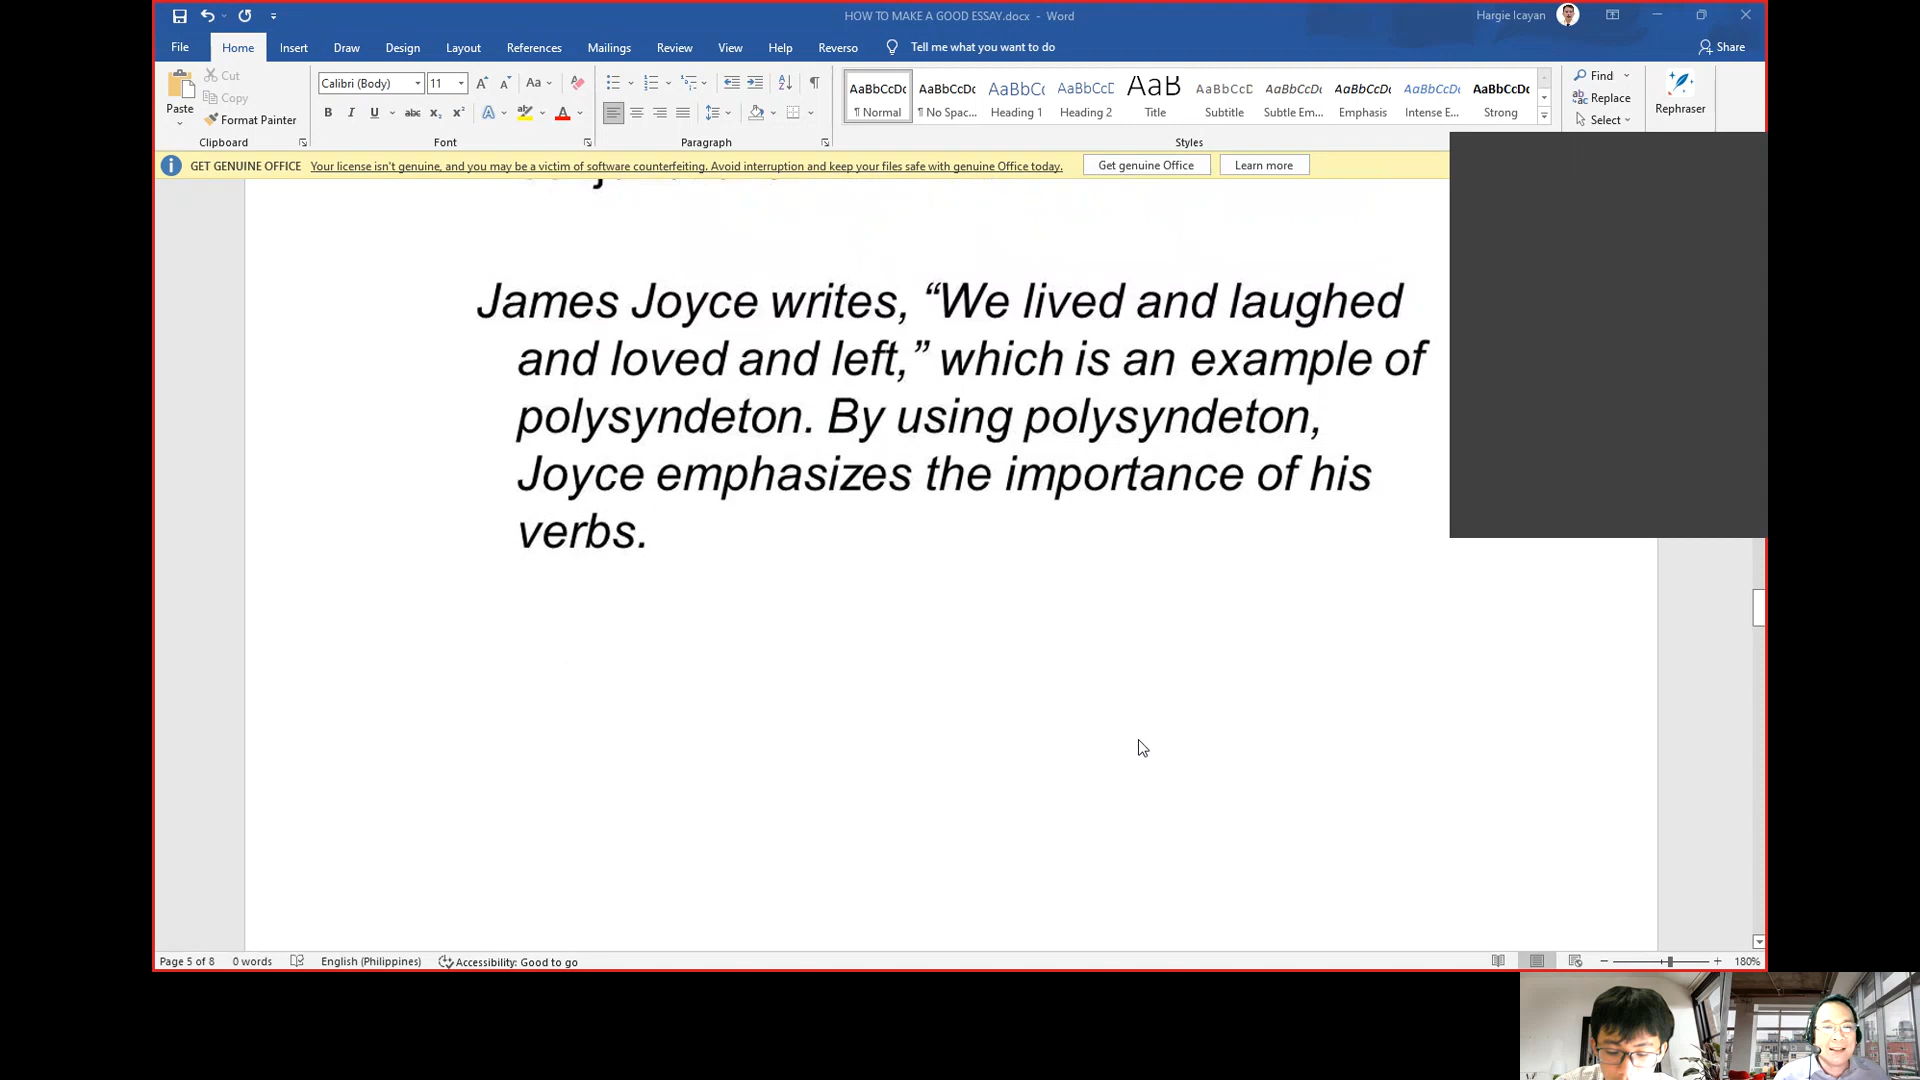 HOW TO MAKE A GOOD ESSAY.docx - Word
Hargie Icayan
File Home Insert Draw Design Layout References Mailings Review View Help Reverso Tell me what you want to do Share
Paste
Cut
Copy
Format Painter
Clipboard
Calibri (Body) 11
Font
Paragraph
AaBbCcDc AaBbCcDc AaBbC( AaBbCcC AaB AaBbCcD AaBbCcDc AaBbCcDc AaBbCcDc AaBbCcDc
¶ Normal ¶ No Spac... Heading 1 Heading 2 Title Subtitle Subtle Em... Emphasis Intense E... Strong
Styles
Find
Replace
Select
Rephraser
GET GENUINE OFFICE Your license isn't genuine, and you may be a victim of software counterfeiting. Avoid interruption and keep your files safe with genuine Office today. Get genuine Office Learn more
James Joyce writes, “We lived and laughed
and loved and left,” which is an example of
polysyndeton. By using polysyndeton,
Joyce emphasizes the importance of his
verbs.
Page 5 of 8 0 words English (Philippines) Accessibility: Good to go 180%